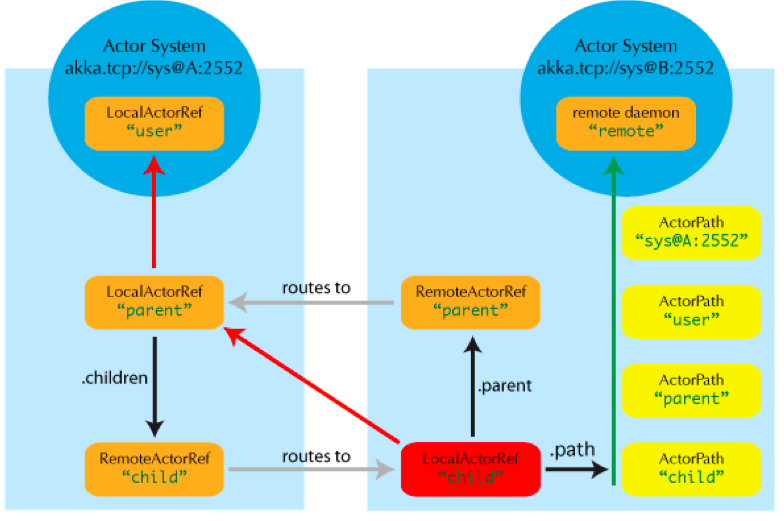 Actor System
akka.tcp://sys@A:2552
LocalActorRef
“user”
LocalActorRef
“parent”
.children
RemoteActorRef
“child”
routes to
routes to
Actor System
akka.tcp://sys@B:2552
remote daemon
“remote”
RemoteActorRef
“parent”
.parent
LocalActorRef
“child”
.path
ActorPath
“sys@A:2552”
ActorPath
“user”
ActorPath
“parent”
ActorPath
“child”